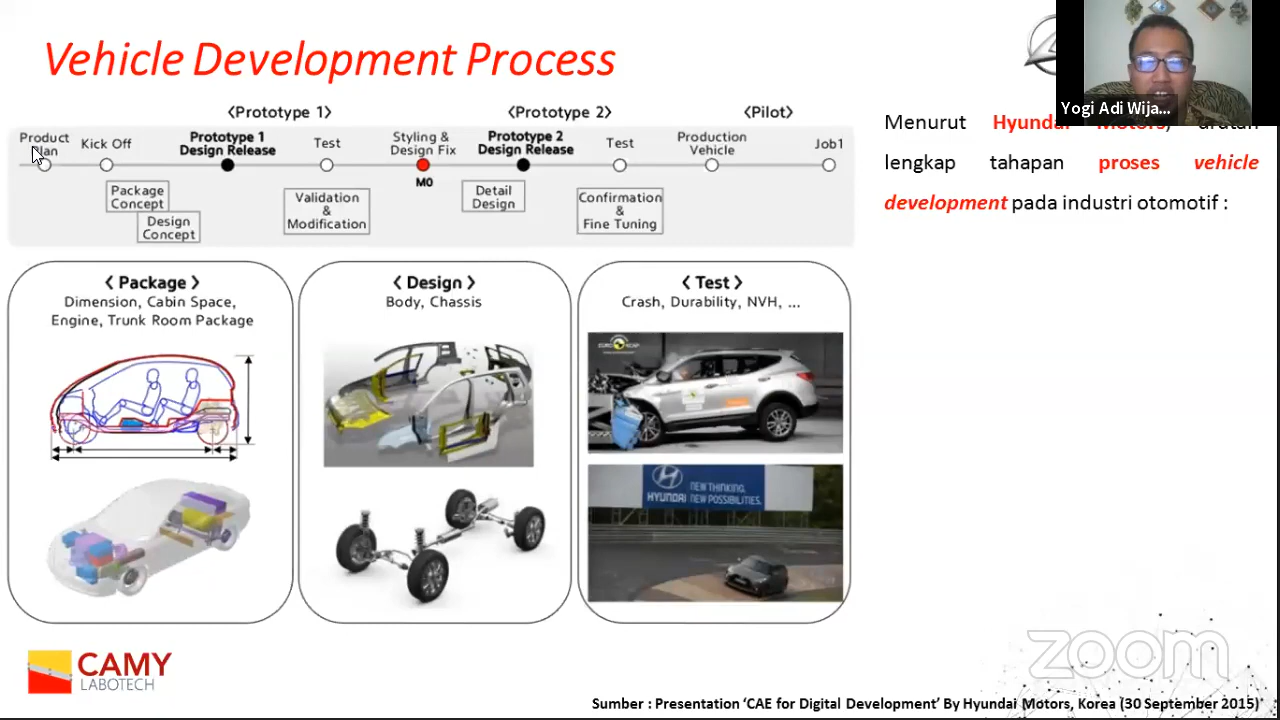 Vehicle Development Process
Yogi Adi Wija...
<Prototype 1>
<Prototype 2>
<Pilot>
Product Plan
Kick Off
Prototype 1
Design Release
Test
Styling &
Design Fix
Prototype 2
Design Release
Test
Production
Vehicle
Job1
M0
Package
Concept
Design
Concept
Validation
&
Modification
Detail
Design
Confirmation
&
Fine Tuning
Menurut Hyundai Motors, urutan
lengkap tahapan proses vehicle
development pada industri otomotif :
< Package >
Dimension, Cabin Space,
Engine, Trunk Room Package
< Design >
Body, Chassis
< Test >
Crash, Durability, NVH, ...
EURO NCAP
HYUNDAI
NEW THINKING.
NEW POSSIBILITIES.
CAMY
LABOTECH
zoom
Sumber : Presentation ‘CAE for Digital Development’ By Hyundai Motors, Korea (30 September 2015)